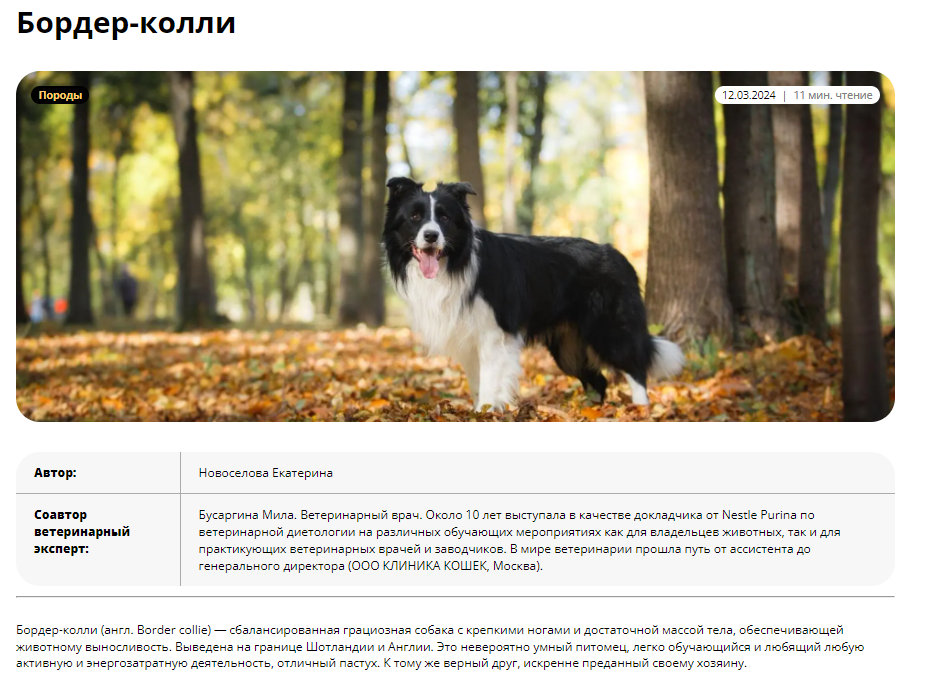 Бордер-колли
Породы
12.03.2024 | 11 мин. чтение
Автор:
Новоселова Екатерина
Соавтор
ветеринарный
эксперт:
Бусаргина Мила. Ветеринарный врач. Около 10 лет выступала в качестве докладчика от Nestle Purina по
ветеринарной диетологии на различных обучающих мероприятиях как для владельцев животных, так и для
практикующих ветеринарных врачей и заводчиков. В мире ветеринарии прошла путь от ассистента до
генерального директора (ООО КЛИНИКА КОШЕК, Москва).
Бордер-колли (англ. Border collie) — сбалансированная грациозная собака с крепкими ногами и достаточной массой тела, обеспечивающей
животному выносливость. Выведена на границе Шотландии и Англии. Это невероятно умный питомец, легко обучающийся и любящий любую
активную и энергозатратную деятельность, отличный пастух. К тому же верный друг, искренне преданный своему хозяину.